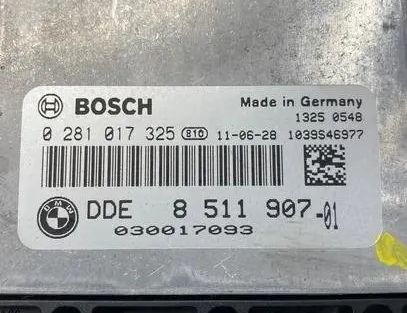 BOSCH Made in Germany
1325 0548
0 281 017 325 810 11-06-28 1039S46977
BMW DDE 8 511 907-01
030017093